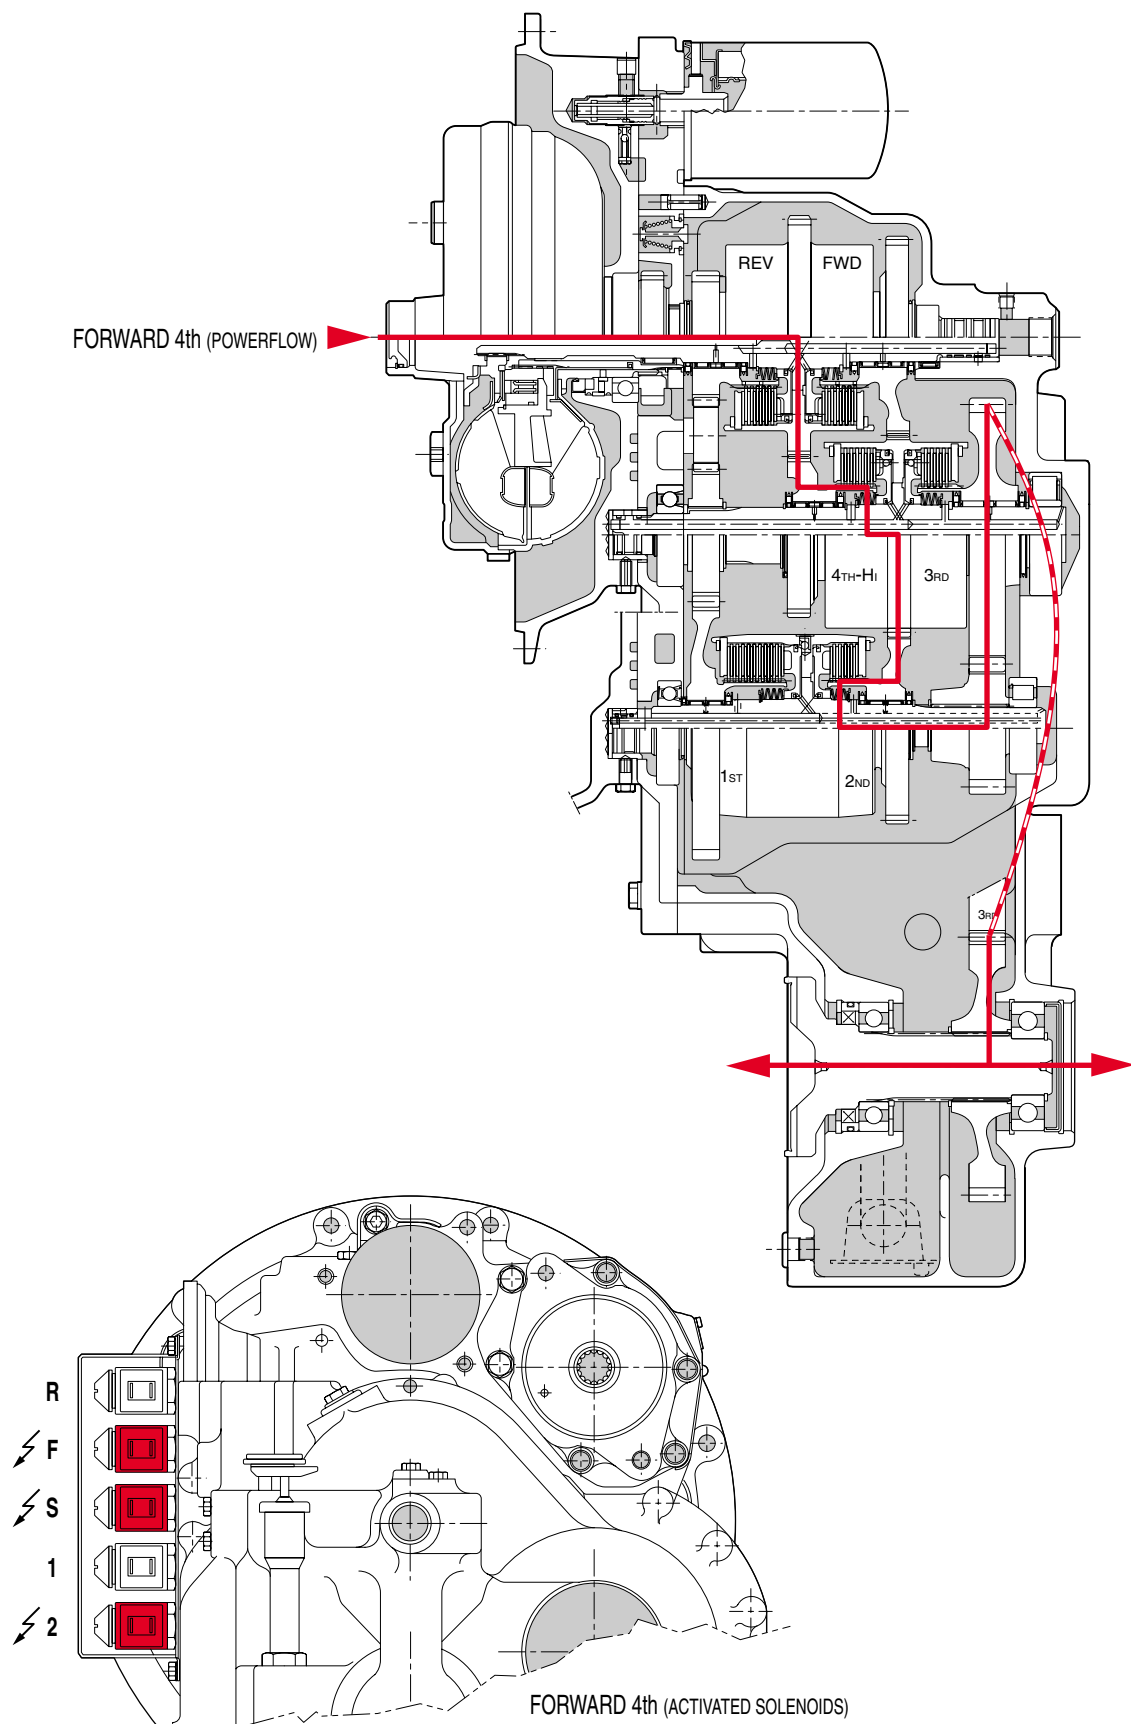 REV FWD
FORWARD 4th (POWERFLOW)
4TH-HI 3RD
1ST 2ND
3RD
R
F
S
1
2
FORWARD 4th (ACTIVATED SOLENOIDS)